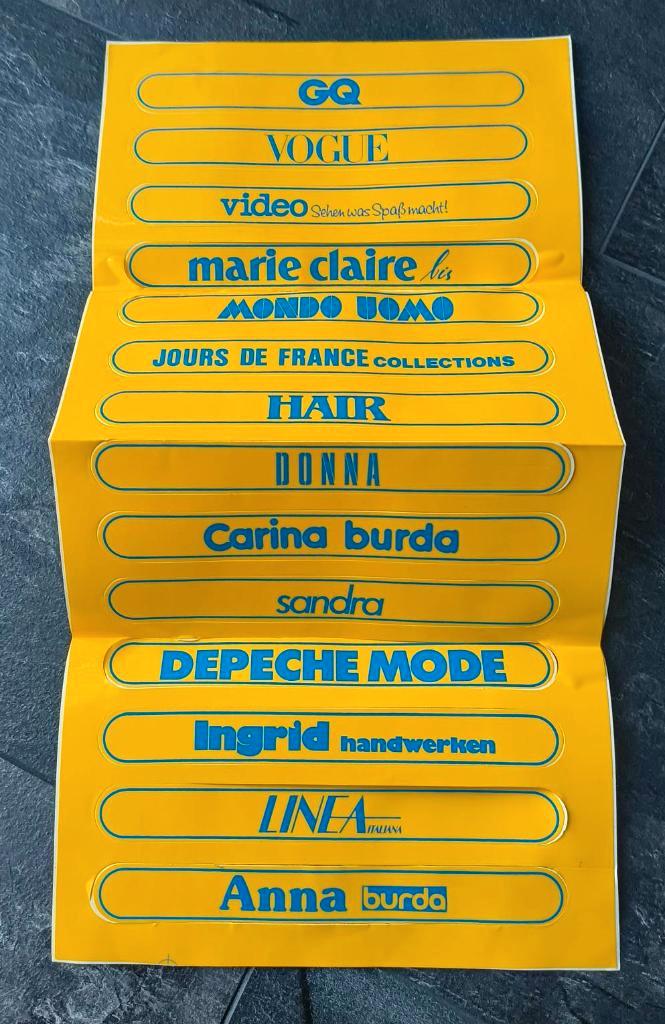 GQ
VOGUE
video Sehen was Spaß macht!
marie claire bis
MONDO UOMO
JOURS DE FRANCE COLLECTIONS
HAIR
DONNA
Carina burda
sandra
DEPECHE MODE
Ingrid handwerken
LINEA ITALIANA
Anna burda